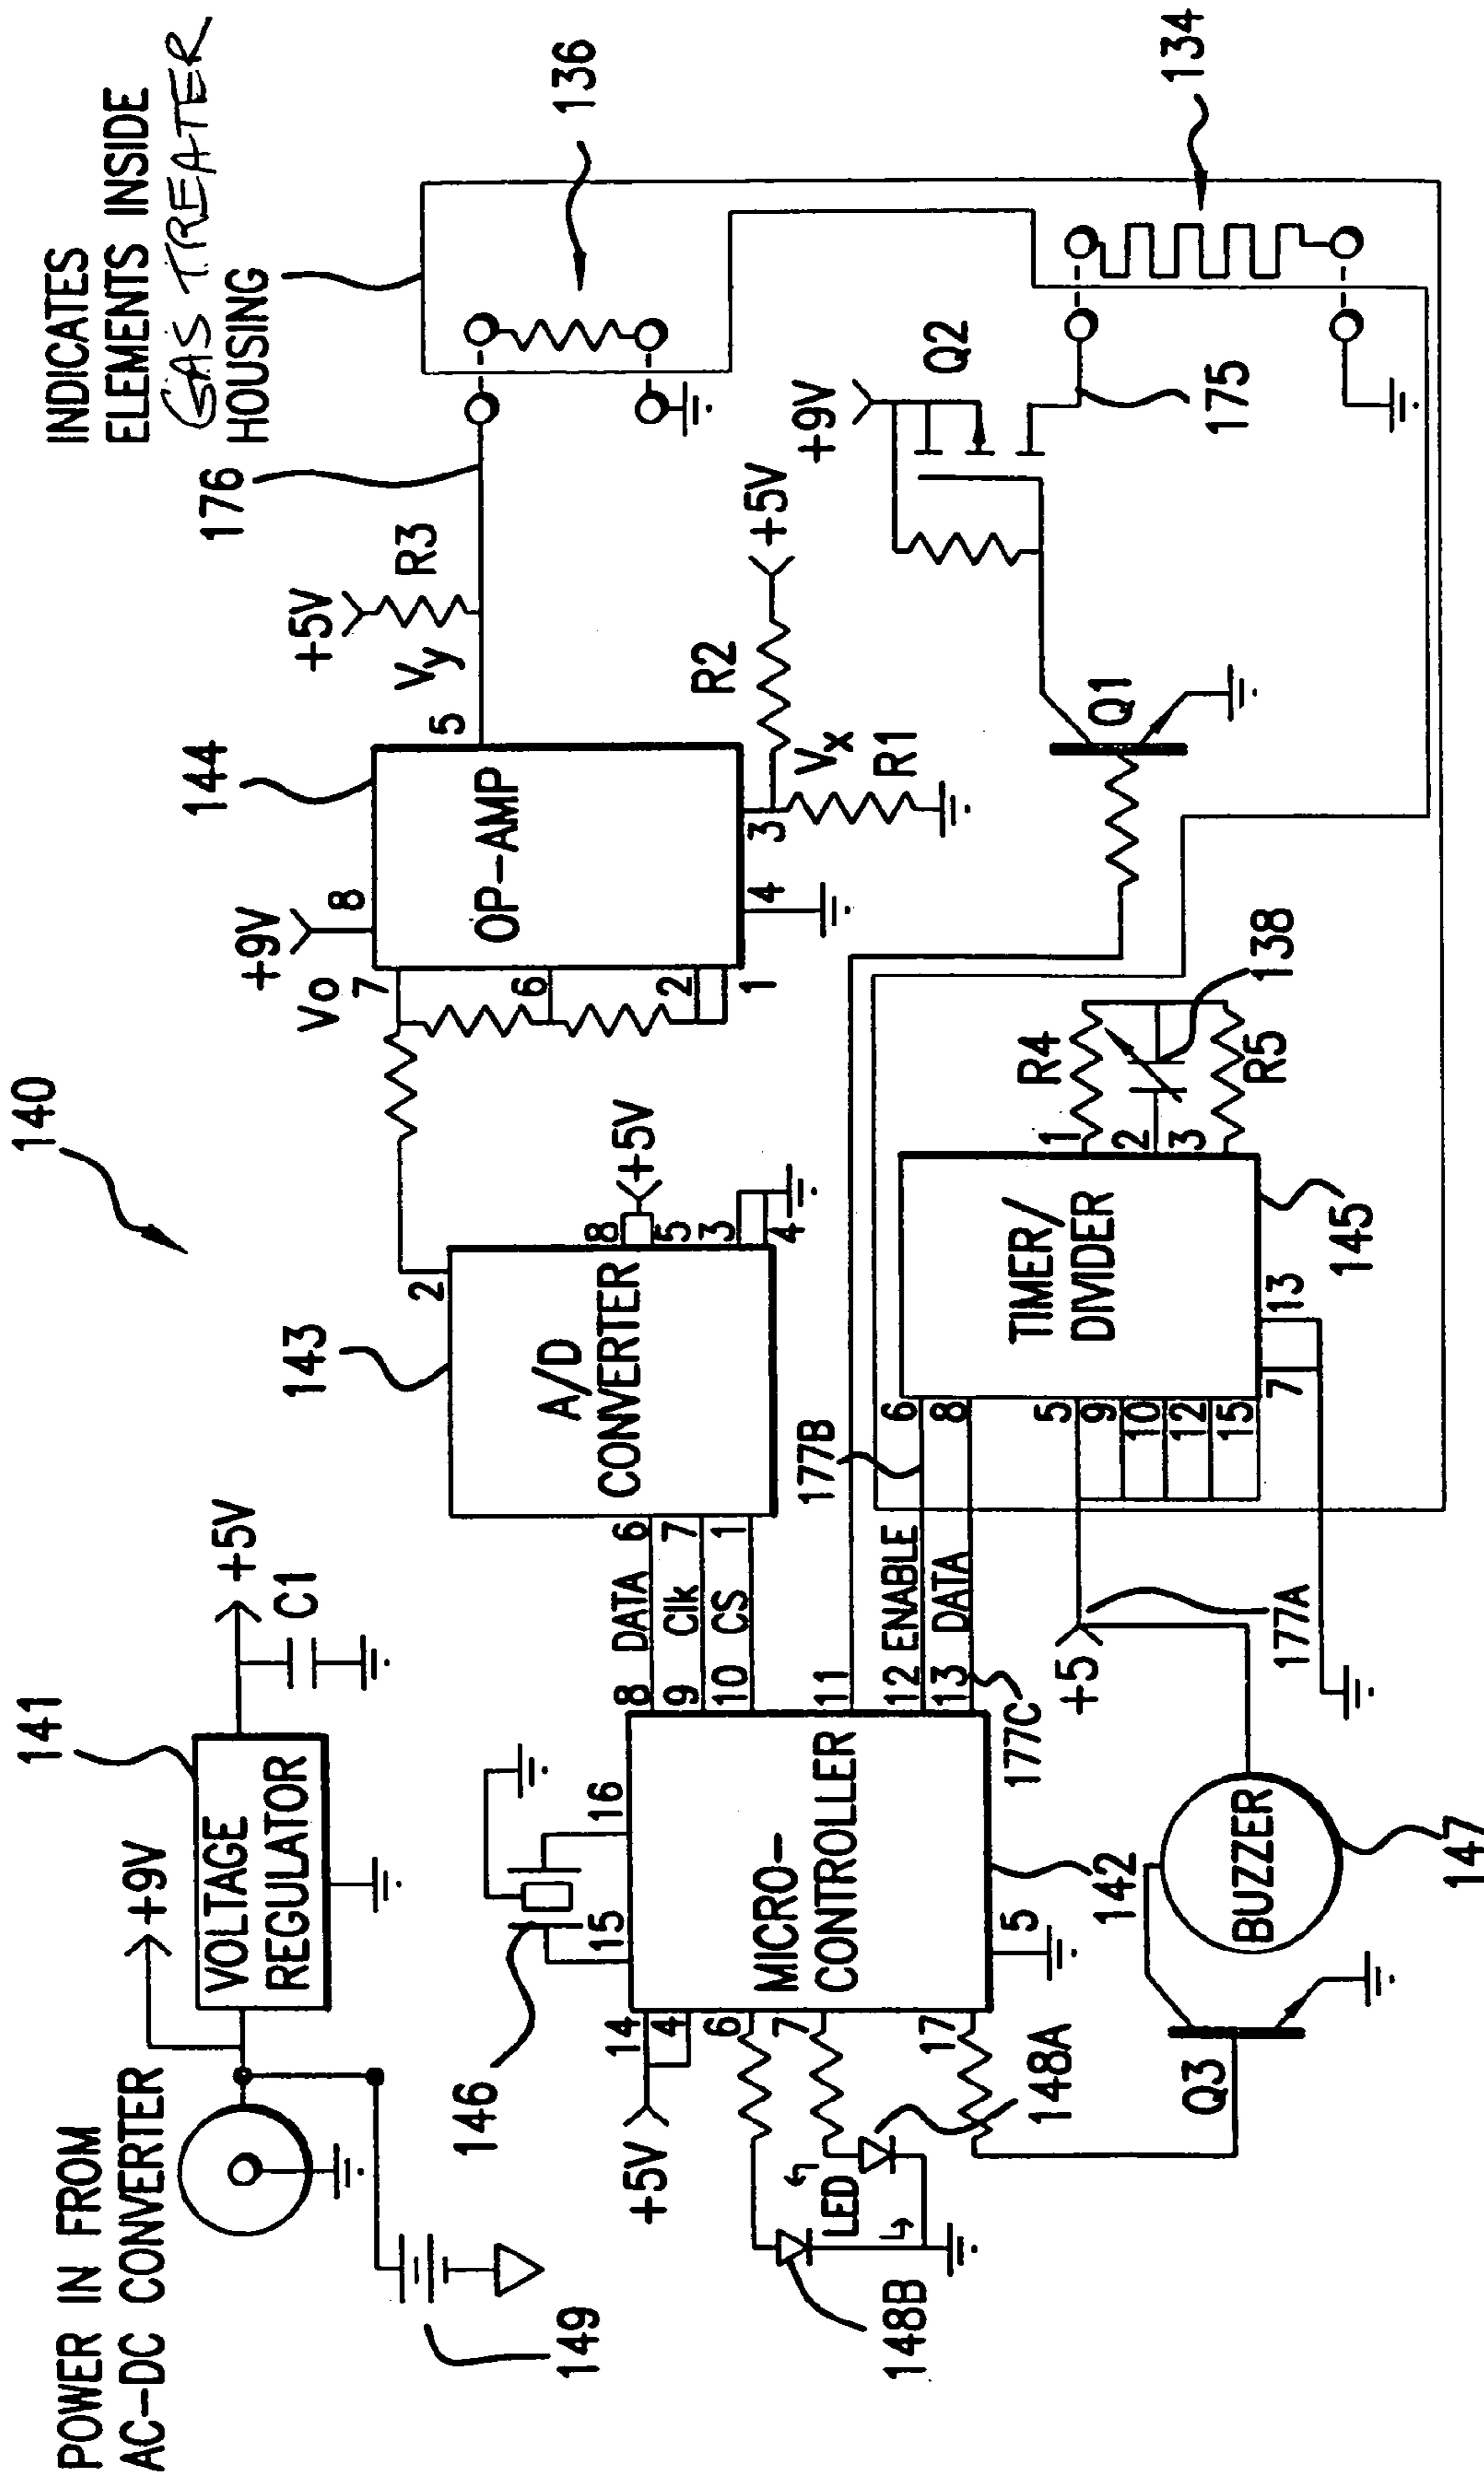 140
POWER IN FROM
AC-DC CONVERTER
+9V
141
VOLTAGE
REGULATOR
+5V
C1
149
143
A/D
CONVERTER
2
8
5
3
4
+5V
DATA 6
Clk 7
CS 1
144
OP-AMP
+9V
8
Vo
7
6
2
1
4
3
5
Vy
+5V
R3
176
INDICATES
ELEMENTS INSIDE
GAS TREATER
HOUSING
136
R2
+5V
Vx
R1
146
15
16
+5V
14
4
6
7
17
MICRO-
CONTROLLER
8
9
10
11
12 ENABLE
13 DATA
5
142
148A
LED
148B
177B
177C
6
8
5
9
10
12
15
TIMER/
DIVIDER
1
2
3
7
13
145
R4
138
R5
Q1
+9V
Q2
175
134
+5
177A
BUZZER
147
Q3